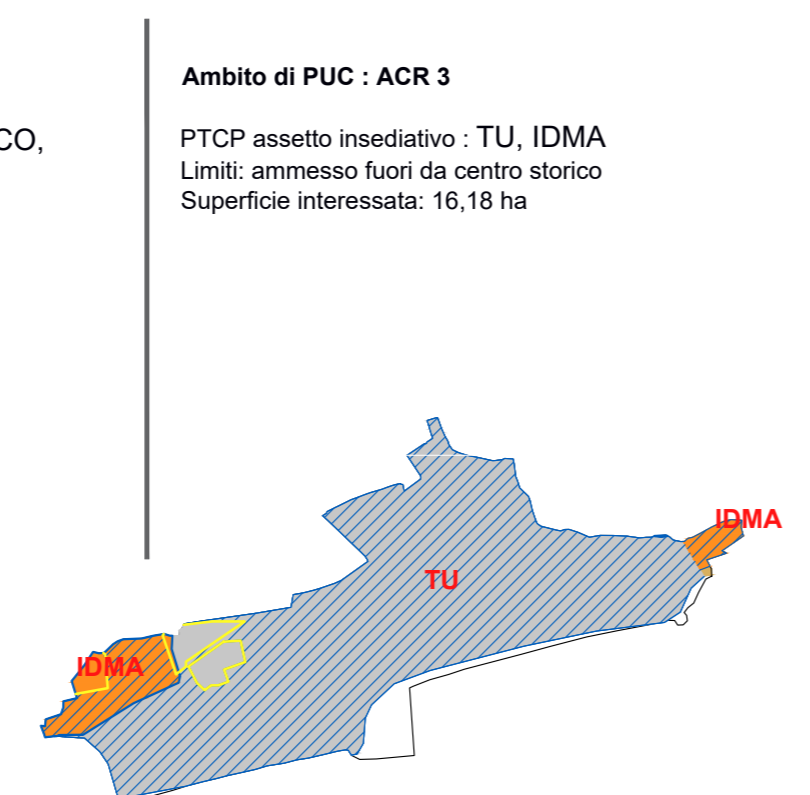 CO,
Ambito di PUC : ACR 3
PTCP assetto insediativo : TU, IDMA
Limiti: ammesso fuori da centro storico
Superficie interessata: 16,18 ha
IDMA
TU
IDMA